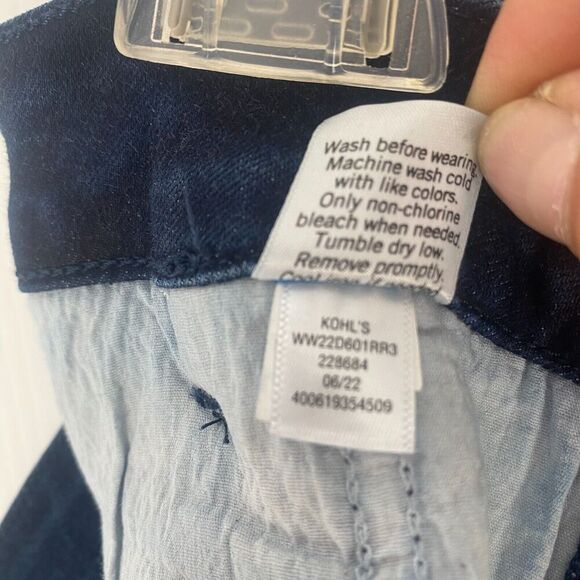 Wash before wearing.
Machine wash cold
with like colors.
Only non-chlorine
bleach when needed.
Tumble dry low.
Remove promptly.
Cool
KOHL'S
WW22D601RR3
228684
06/22
400619354509